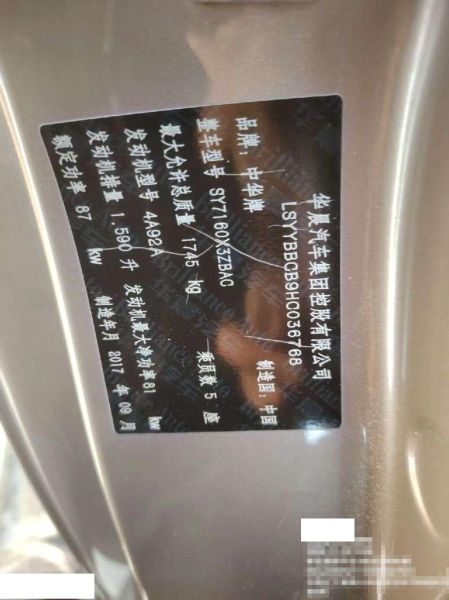 华晨汽车集团控股有限公司
LSYYBBCB9HC036768
品牌:中华牌 制造国:中国
整车型号 SY7160X3ZBAC
最大允许总质量 1745 kg 乘员数 5 座
发动机型号 4A92A
发动机排量 1.590 升 发动机最大净功率81 kw
额定功率 87 kw 制造年月 2017 年 09 月